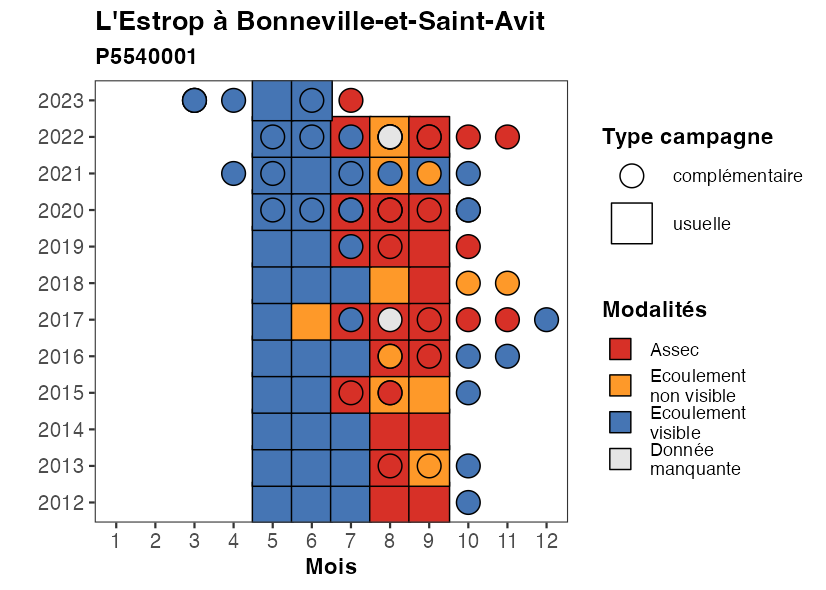 L'Estrop à Bonneville-et-Saint-Avit
P5540001
2023
2022
2021
2020
2019
2018
2017
2016
2015
2014
2013
2012
1 2 3 4 5 6 7 8 9 10 11 12
Mois
Type campagne
complémentaire
usuelle
Modalités
Assec
Ecoulement
non visible
Ecoulement
visible
Donnée
manquante